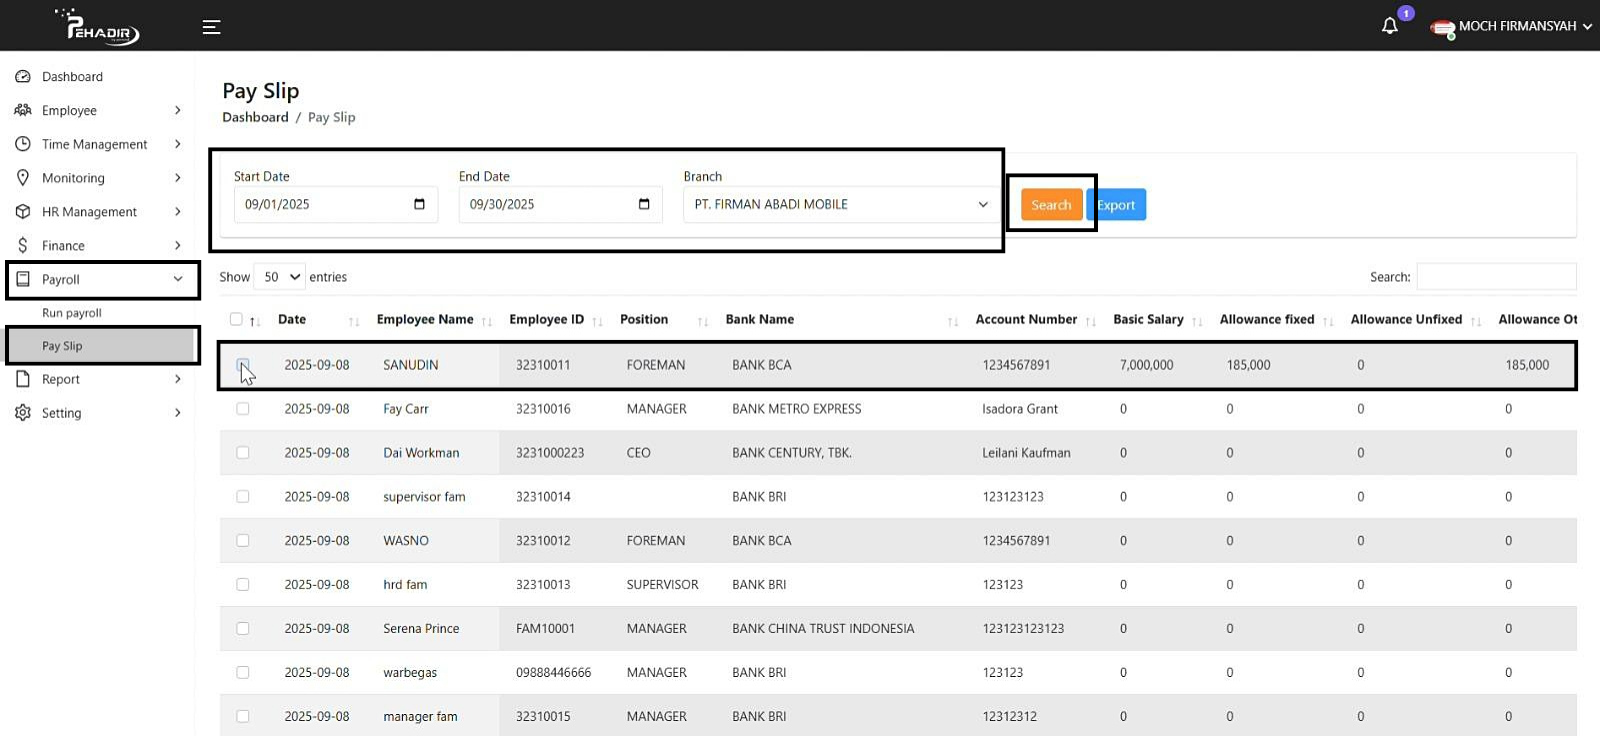 PEHADIR
1
MOCH FIRMANSYAH
Dashboard
Employee
Time Management
Monitoring
HR Management
Finance
Payroll
Run payroll
Pay Slip
Report
Setting
Pay Slip
Dashboard / Pay Slip
Start Date End Date Branch
09/01/2025 09/30/2025 PT. FIRMAN ABADI MOBILE Search Export
Show 50 entries Search:
Date Employee Name Employee ID Position Bank Name Account Number Basic Salary Allowance fixed Allowance Unfixed Allowance Ot
2025-09-08 SANUDIN 32310011 FOREMAN BANK BCA 1234567891 7,000,000 185,000 0 185,000
2025-09-08 Fay Carr 32310016 MANAGER BANK METRO EXPRESS Isadora Grant 0 0 0 0
2025-09-08 Dai Workman 3231000223 CEO BANK CENTURY, TBK. Leilani Kaufman 0 0 0 0
2025-09-08 supervisor fam 32310014 BANK BRI 123123123 0 0 0 0
2025-09-08 WASNO 32310012 FOREMAN BANK BCA 1234567891 0 0 0 0
2025-09-08 hrd fam 32310013 SUPERVISOR BANK BRI 123123 0 0 0 0
2025-09-08 Serena Prince FAM10001 MANAGER BANK CHINA TRUST INDONESIA 123123123123 0 0 0 0
2025-09-08 warbegas 09888446666 MANAGER BANK BRI 123123 0 0 0 0
2025-09-08 manager fam 32310015 MANAGER BANK BRI 12312312 0 0 0 0